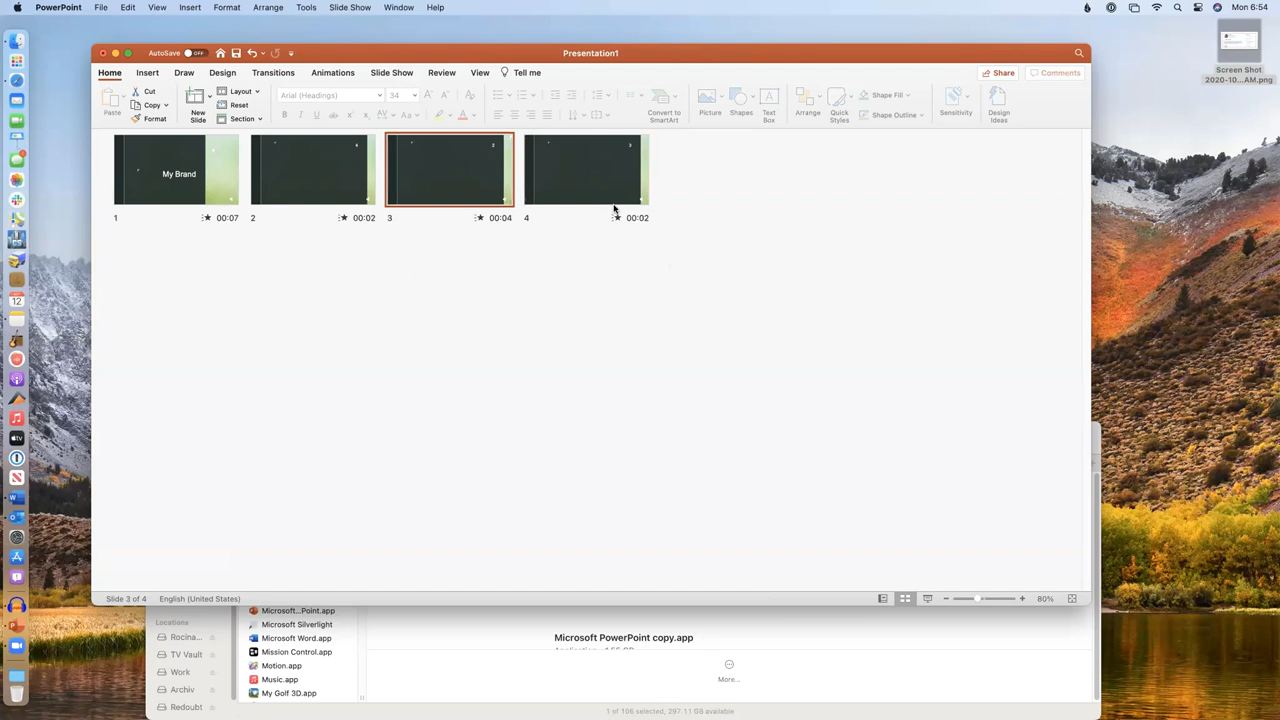 PowerPoint File Edit View Insert Format Arrange Tools Slide Show Window Help Mon 6:54
AutoSave OFF Presentation1
Home Insert Draw Design Transitions Animations Slide Show Review View Tell me Share Comments
Paste Cut Copy Format New Slide Layout Reset Section Arial (Headings) 34 Convert to SmartArt Picture Shapes Text Box Arrange Quick Styles Shape Fill Shape Outline Sensitivity Design Ideas
My Brand
4
2
3
1 00:07 2 00:02 3 00:04 4 00:02
Slide 3 of 4 English (United States) 80%
Screen Shot
2020-10...AM.png
Locations
Rocina...
TV Vault
Work
Archiv
Redoubt
Microsoft...Point.app
Microsoft Silverlight
Microsoft Word.app
Mission Control.app
Motion.app
Music.app
My Golf 3D.app
Microsoft PowerPoint copy.app
More...
1 of 106 selected, 297.11 GB available